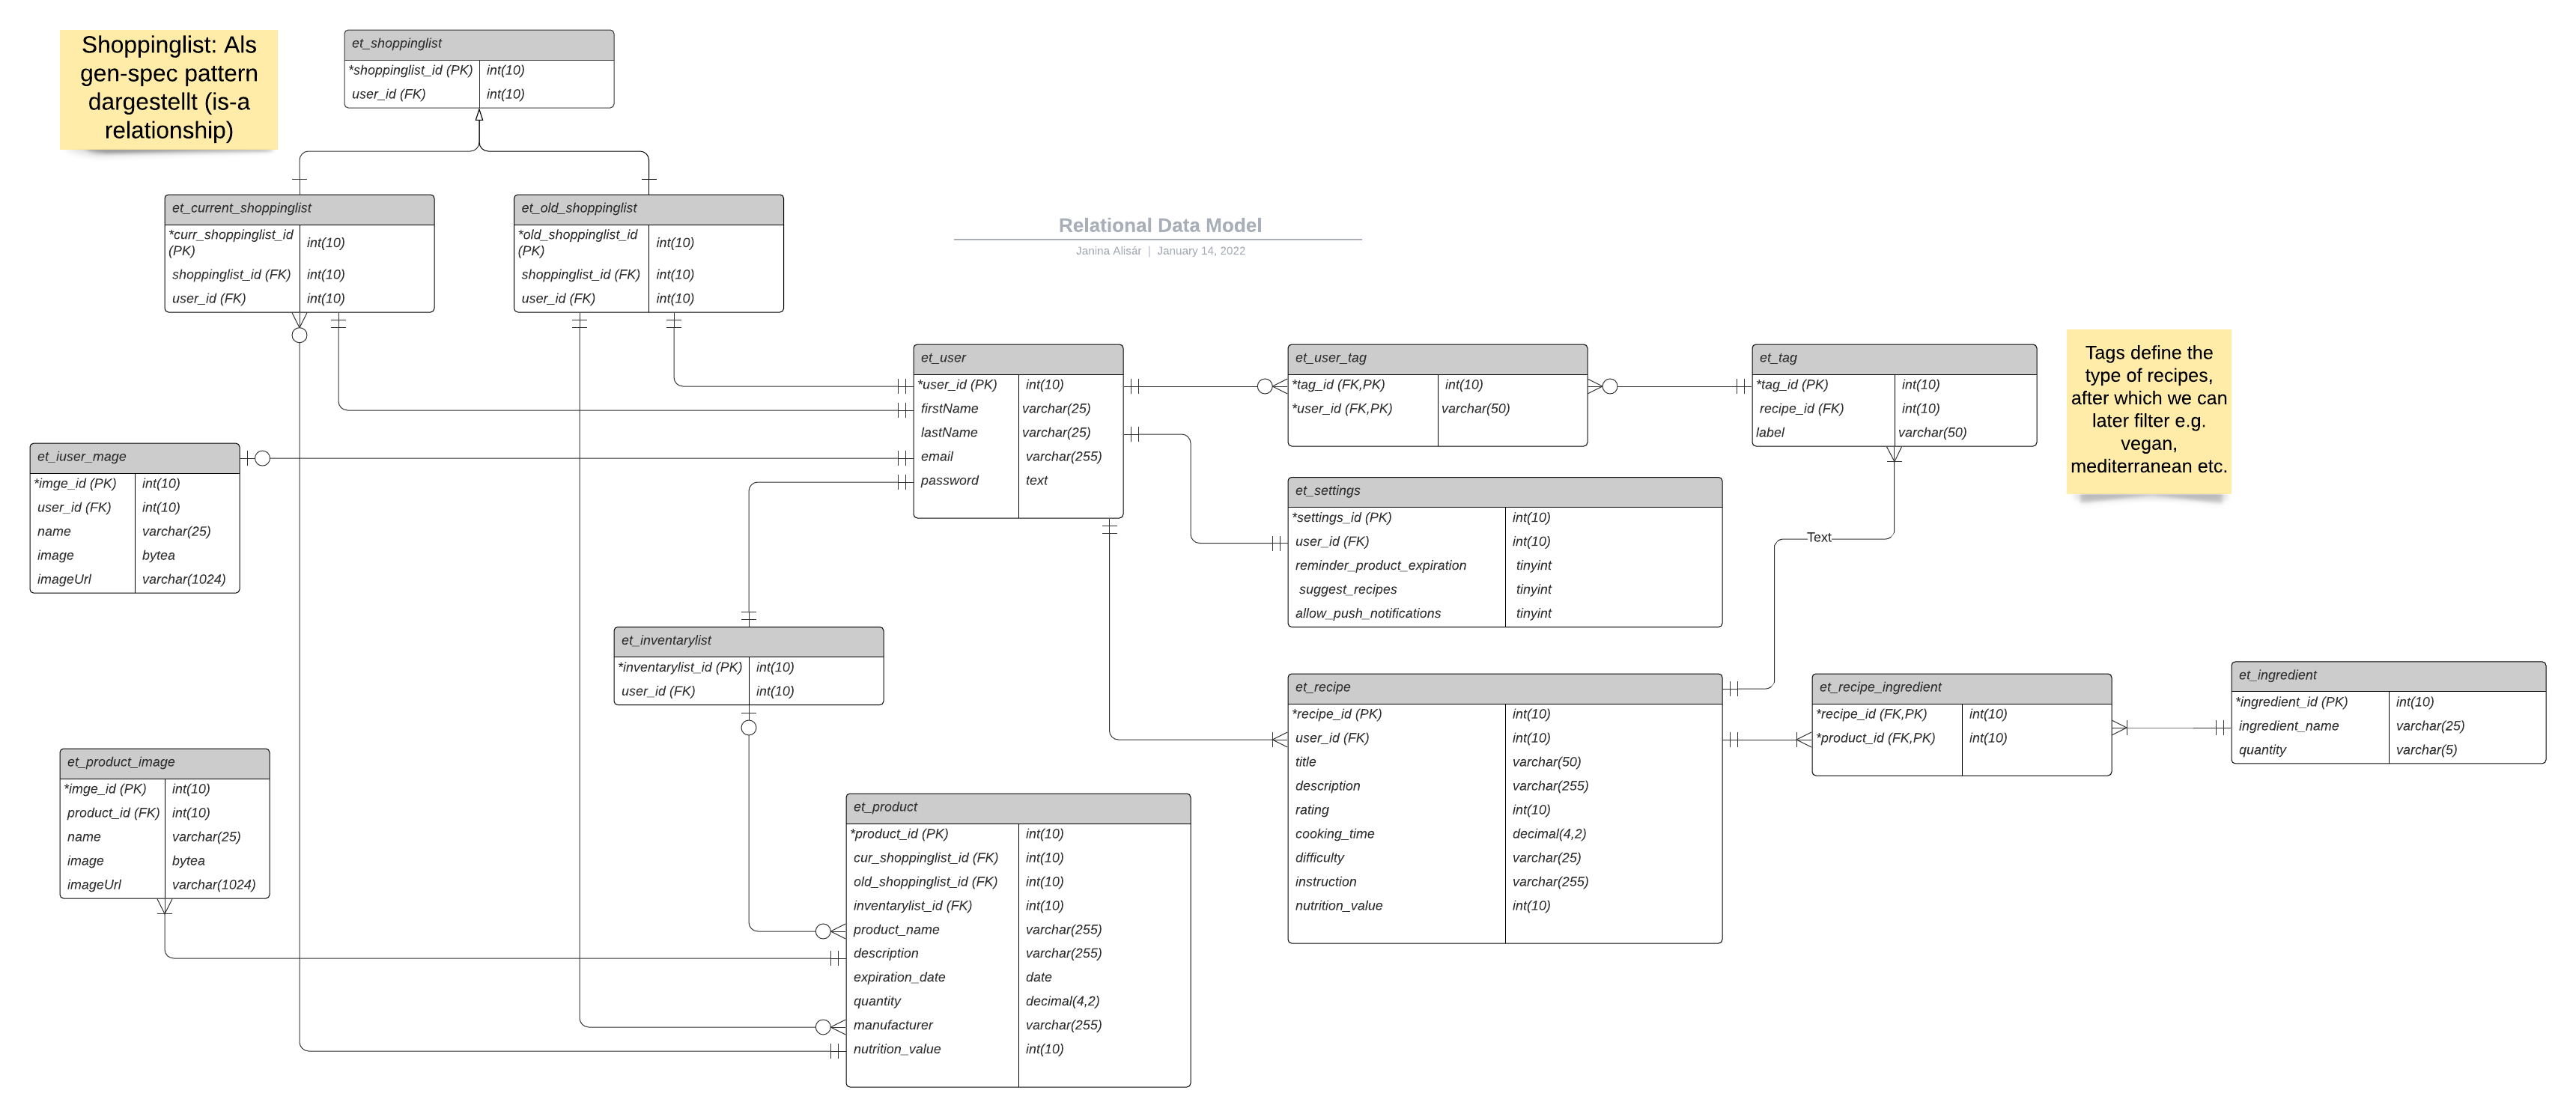 Shoppinglist: Als
gen-spec pattern
dargestellt (is-a
relationship)
et_shoppinglist
*shoppinglist_id (PK) int(10)
user_id (FK) int(10)
et_current_shoppinglist
*curr_shoppinglist_id
(PK) int(10)
shoppinglist_id (FK) int(10)
user_id (FK) int(10)
et_old_shoppinglist
*old_shoppinglist_id
(PK) int(10)
shoppinglist_id (FK) int(10)
user_id (FK) int(10)
Relational Data Model
Janina Alisár | January 14, 2022
et_user
*user_id (PK) int(10)
firstName varchar(25)
lastName varchar(25)
email varchar(255)
password text
et_user_tag
*tag_id (FK,PK) int(10)
*user_id (FK,PK) varchar(50)
et_tag
*tag_id (PK) int(10)
recipe_id (FK) int(10)
label varchar(50)
Tags define the
type of recipes,
after which we can
later filter e.g.
vegan,
mediterranean etc.
et_iuser_mage
*imge_id (PK) int(10)
user_id (FK) int(10)
name varchar(25)
image bytea
imageUrl varchar(1024)
et_settings
*settings_id (PK) int(10)
user_id (FK) int(10)
reminder_product_expiration tinyint
suggest_recipes tinyint
allow_push_notifications tinyint
Text
et_inventarylist
*inventarylist_id (PK) int(10)
user_id (FK) int(10)
et_recipe
*recipe_id (PK) int(10)
user_id (FK) int(10)
title varchar(50)
description varchar(255)
rating int(10)
cooking_time decimal(4,2)
difficulty varchar(25)
instruction varchar(255)
nutrition_value int(10)
et_recipe_ingredient
*recipe_id (FK,PK) int(10)
*product_id (FK,PK) int(10)
et_ingredient
*ingredient_id (PK) int(10)
ingredient_name varchar(25)
quantity varchar(5)
et_product_image
*imge_id (PK) int(10)
product_id (FK) int(10)
name varchar(25)
image bytea
imageUrl varchar(1024)
et_product
*product_id (PK) int(10)
cur_shoppinglist_id (FK) int(10)
old_shoppinglist_id (FK) int(10)
inventarylist_id (FK) int(10)
product_name varchar(255)
description varchar(255)
expiration_date date
quantity decimal(4,2)
manufacturer varchar(255)
nutrition_value int(10)